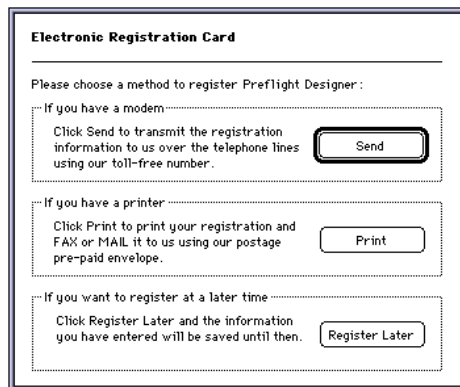 Electronic Registration Card
Please choose a method to register Preflight Designer:
If you have a modem
Click Send to transmit the registration
information to us over the telephone lines
using our toll-free number.
Send
If you have a printer
Click Print to print your registration and
FAX or MAIL it to us using our postage
pre-paid envelope.
Print
If you want to register at a later time
Click Register Later and the information
you have entered will be saved until then.
Register Later